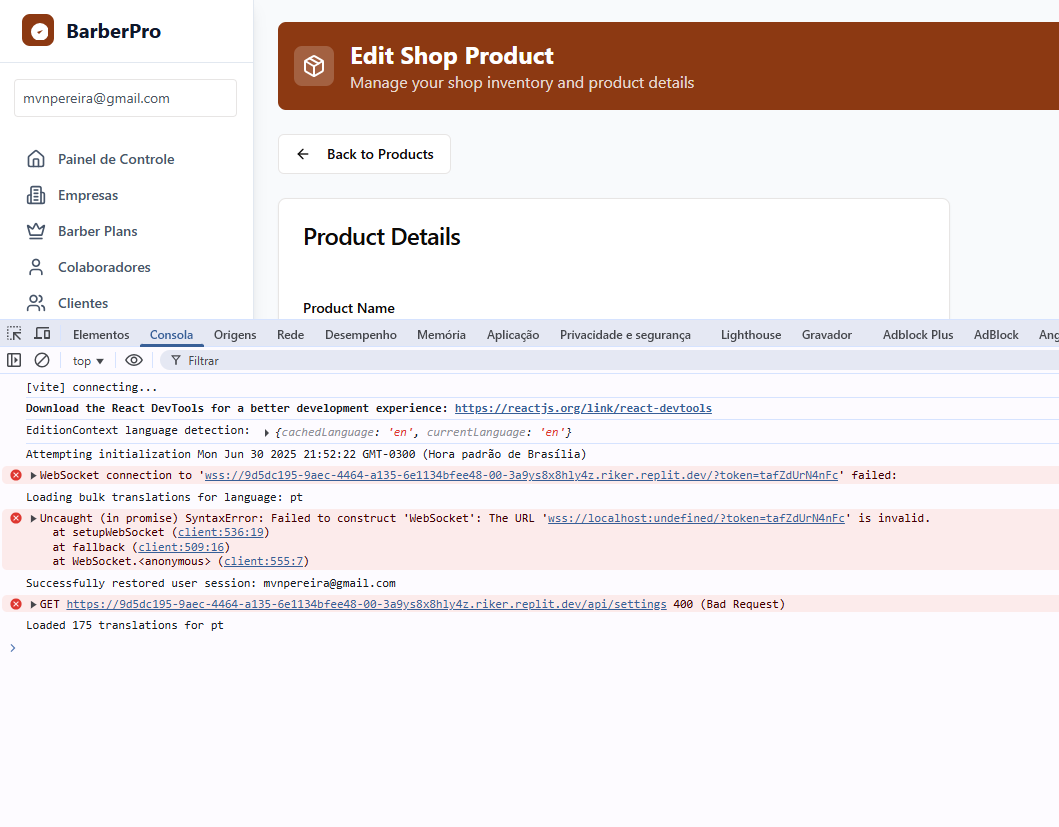 BarberPro
mvnpereira@gmail.com
Painel de Controle
Empresas
Barber Plans
Colaboradores
Clientes
Edit Shop Product
Manage your shop inventory and product details
Back to Products
Product Details
Product Name
Elementos Consola Origens Rede Desempenho Memória Aplicação Privacidade e segurança Lighthouse Gravador Adblock Plus AdBlock Ang
top Filtrar
[vite] connecting...
Download the React DevTools for a better development experience: https://reactjs.org/link/react-devtools
EditionContext language detection: {cachedLanguage: 'en', currentLanguage: 'en'}
Attempting initialization Mon Jun 30 2025 21:52:22 GMT-0300 (Hora padrão de Brasília)
WebSocket connection to 'wss://9d5dc195-9aec-4464-a135-6e1134bfee48-00-3a9ys8x8hly4z.riker.replit.dev/?token=tafZdUrN4nFc' failed:
Loading bulk translations for language: pt
Uncaught (in promise) SyntaxError: Failed to construct 'WebSocket': The URL 'wss://localhost:undefined/?token=tafZdUrN4nFc' is invalid.
at setupWebSocket (client:536:19)
at fallback (client:509:16)
at WebSocket.<anonymous> (client:555:7)
Successfully restored user session: mvnpereira@gmail.com
GET https://9d5dc195-9aec-4464-a135-6e1134bfee48-00-3a9ys8x8hly4z.riker.replit.dev/api/settings 400 (Bad Request)
Loaded 175 translations for pt